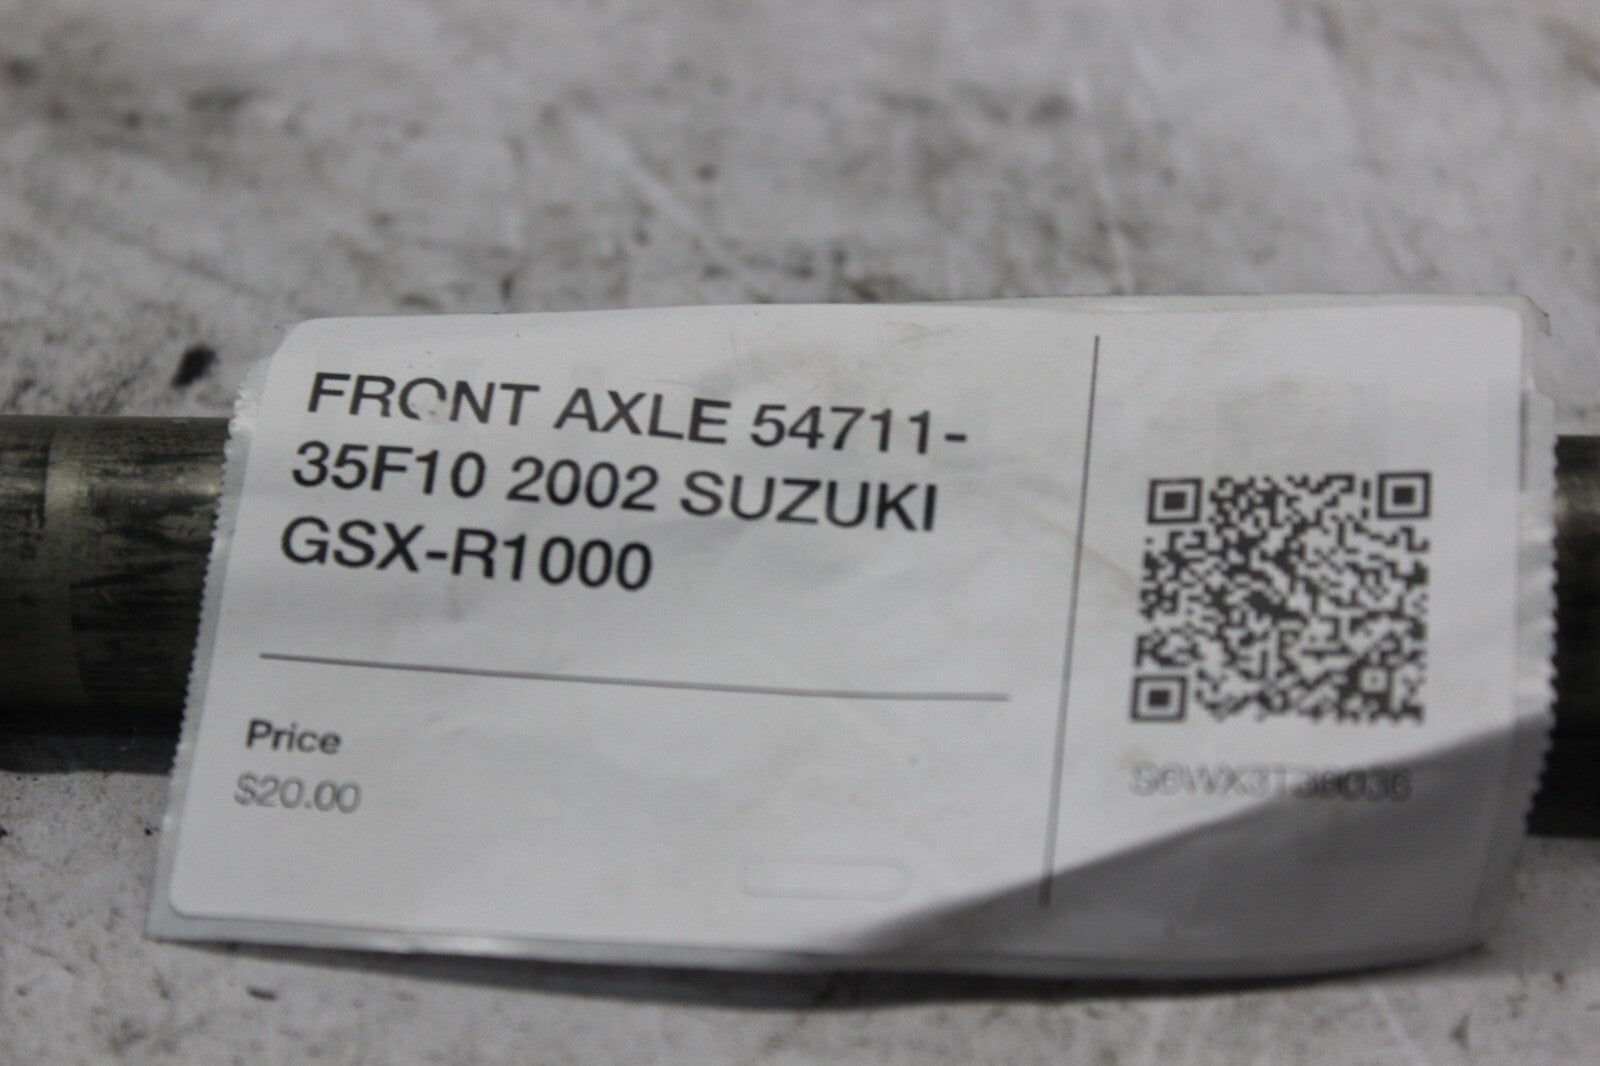 FRONT AXLE 54711-
35F10 2002 SUZUKI
GSX-R1000
Price
$20.00